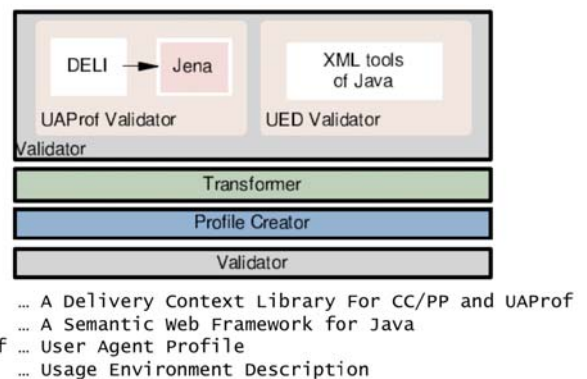 DELI
Jena
XML tools
of Java
UAProf Validator
UED Validator
Validator
Transformer
Profile Creator
Validator
… A Delivery Context Library For CC/PP and UAProf
… A Semantic Web Framework for Java
f … User Agent Profile
… Usage Environment Description